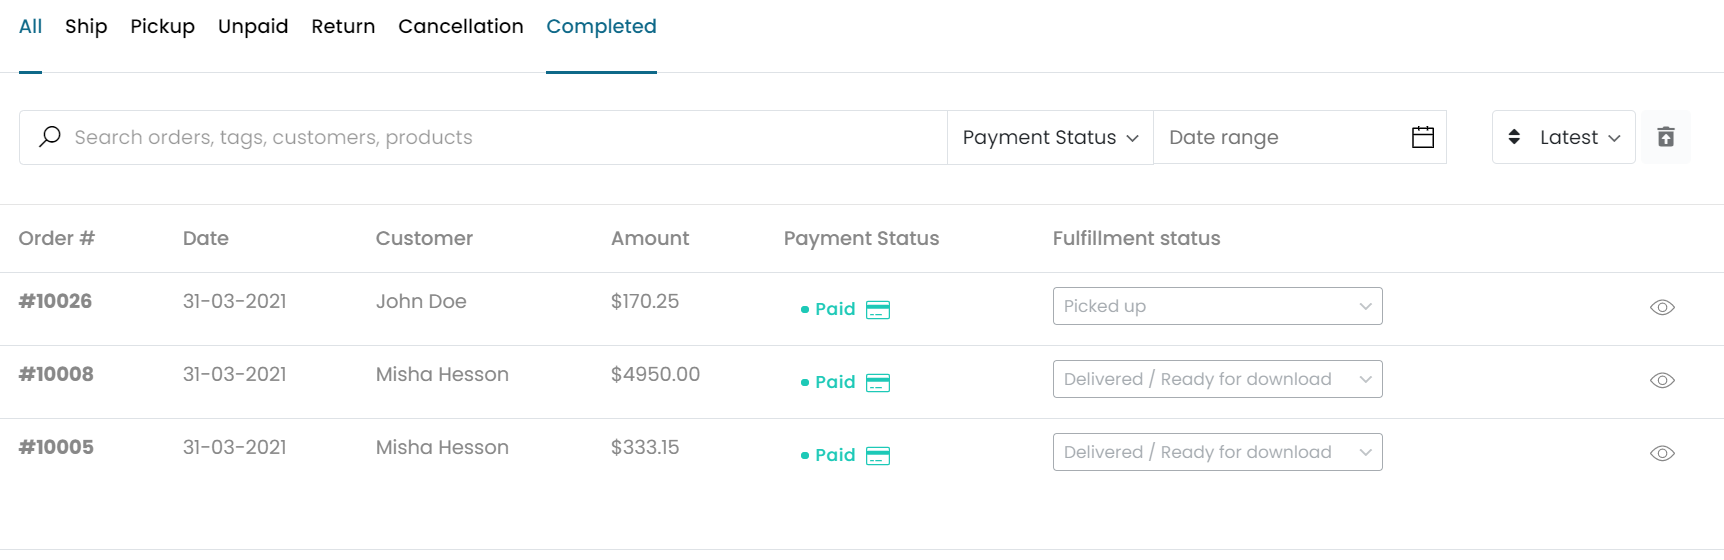 All Ship Pickup Unpaid Return Cancellation Completed
Search orders, tags, customers, products Payment Status Date range Latest
Order # Date Customer Amount Payment Status Fulfillment status
#10026 31-03-2021 John Doe $170.25 Paid Picked up
#10008 31-03-2021 Misha Hesson $4950.00 Paid Delivered / Ready for download
#10005 31-03-2021 Misha Hesson $333.15 Paid Delivered / Ready for download